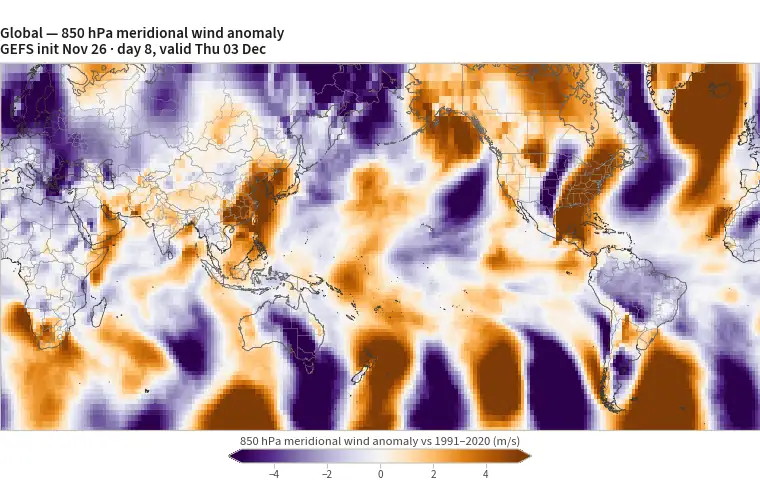 Global — 850 hPa meridional wind anomaly
GEFS init Nov 26 · day 8, valid Thu 03 Dec
850 hPa meridional wind anomaly vs 1991–2020 (m/s)
−4 −2 0 2 4